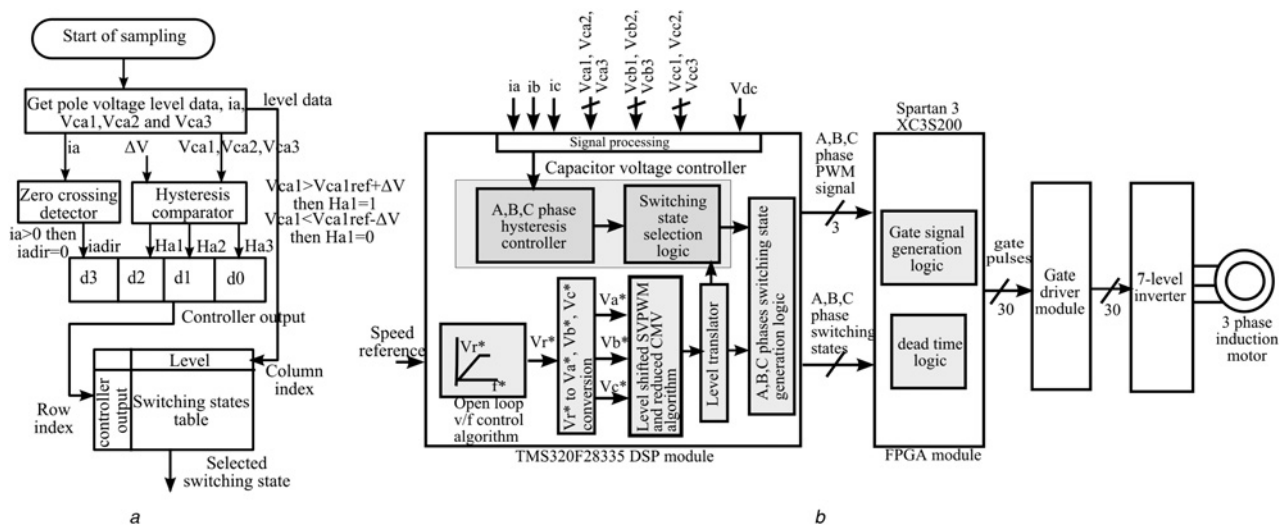 Start of sampling
Get pole voltage level data, ia,
Vca1,Vca2 and Vca3
level data
ia
ΔV
Vca1,Vca2,Vca3
Zero crossing
detector
Hysteresis
comparator
Vca1>Vca1ref+ΔV
then Ha1=1
Vca1<Vca1ref-ΔV
then Ha1=0
ia>0 then
iadir=0
iadir
Ha1
Ha2
Ha3
d3
d2
d1
d0
Controller output
Level
Column
index
controller
output
Switching states
table
Row
index
Selected
switching state
a
ia
ib
ic
Vca1, Vca2,
Vca3
Vcb1, Vcb2,
Vcb3
Vcc1, Vcc2,
Vcc3
Vdc
Signal processing
Capacitor voltage controller
A,B,C phase
hysteresis
controller
Switching
state
selection
logic
Speed
reference
Vr*
f*
Open loop
v/f control
algorithm
Vr*
Vr* to Va*, Vb*, Vc*
conversion
Va*
Vb*
Vc*
Level shifted SVPWM
and reduced CMV
algorithm
Level translator
A,B,C phases switching state
generation logic
TMS320F28335 DSP module
A,B,C
phase
PWM
signal
3
A,B,C
phase
switching
states
Spartan 3
XC3S200
Gate signal
generation
logic
dead time
logic
FPGA module
gate
pulses
30
Gate
driver
module
30
7-level
inverter
3 phase
induction
motor
b